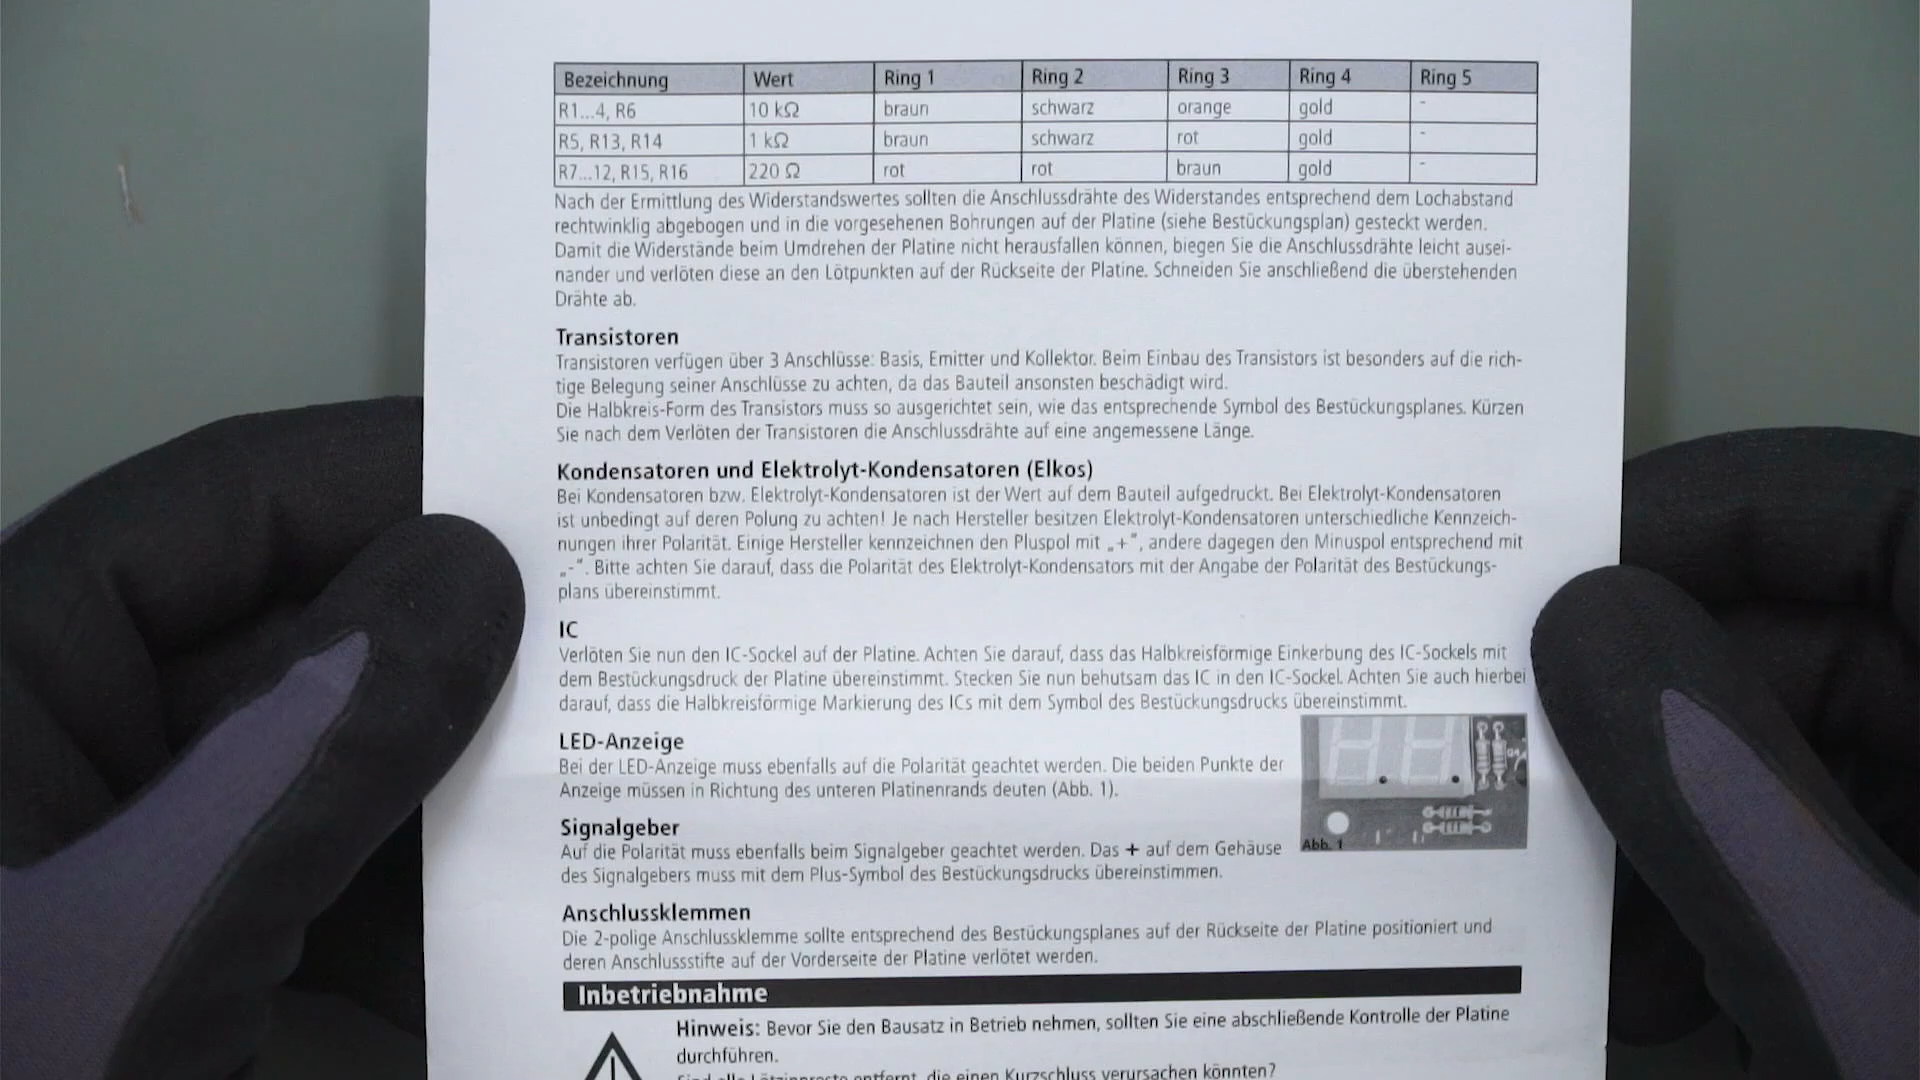 Bezeichnung Wert Ring 1 Ring 2 Ring 3 Ring 4 Ring 5
R1...4, R6 10 kΩ braun schwarz orange gold -
R5, R13, R14 1 kΩ braun schwarz rot gold -
R7...12, R15, R16 220 Ω rot rot braun gold -
Nach der Ermittlung des Widerstandswertes sollten die Anschlussdrähte des Widerstandes entsprechend dem Lochabstand
rechtwinklig abgebogen und in die vorgesehenen Bohrungen auf der Platine (siehe Bestückungsplan) gesteckt werden.
Damit die Widerstände beim Umdrehen der Platine nicht herausfallen können, biegen Sie die Anschlussdrähte leicht ausei-
nander und verlöten diese an den Lötpunkten auf der Rückseite der Platine. Schneiden Sie anschließend die überstehenden
Drähte ab.
Transistoren
Transistoren verfügen über 3 Anschlüsse: Basis, Emitter und Kollektor. Beim Einbau des Transistors ist besonders auf die rich-
tige Belegung seiner Anschlüsse zu achten, da das Bauteil ansonsten beschädigt wird.
Die Halbkreis-Form des Transistors muss so ausgerichtet sein, wie das entsprechende Symbol des Bestückungsplanes. Kürzen
Sie nach dem Verlöten der Transistoren die Anschlussdrähte auf eine angemessene Länge.
Kondensatoren und Elektrolyt-Kondensatoren (Elkos)
Bei Kondensatoren bzw. Elektrolyt-Kondensatoren ist der Wert auf dem Bauteil aufgedruckt. Bei Elektrolyt-Kondensatoren
ist unbedingt auf deren Polung zu achten! Je nach Hersteller besitzen Elektrolyt-Kondensatoren unterschiedliche Kennzeich-
nungen ihrer Polarität. Einige Hersteller kennzeichnen den Pluspol mit „+“, andere dagegen den Minuspol entsprechend mit
„-“. Bitte achten Sie darauf, dass die Polarität des Elektrolyt-Kondensators mit der Angabe der Polarität des Bestückungs-
plans übereinstimmt.
IC
Verlöten Sie nun den IC-Sockel auf der Platine. Achten Sie darauf, dass das Halbkreisförmige Einkerbung des IC-Sockels mit
dem Bestückungsdruck der Platine übereinstimmt. Stecken Sie nun behutsam das IC in den IC-Sockel. Achten Sie auch hierbei
darauf, dass die Halbkreisförmige Markierung des ICs mit dem Symbol des Bestückungsdrucks übereinstimmt.
LED-Anzeige
Bei der LED-Anzeige muss ebenfalls auf die Polarität geachtet werden. Die beiden Punkte der
Anzeige müssen in Richtung des unteren Platinenrands deuten (Abb. 1).
Abb. 1
Signalgeber
Auf die Polarität muss ebenfalls beim Signalgeber geachtet werden. Das + auf dem Gehäuse
des Signalgebers muss mit dem Plus-Symbol des Bestückungsdrucks übereinstimmen.
Anschlussklemmen
Die 2-polige Anschlussklemme sollte entsprechend des Bestückungsplanes auf der Rückseite der Platine positioniert und
deren Anschlussstifte auf der Vorderseite der Platine verlötet werden.
Inbetriebnahme
Hinweis: Bevor Sie den Bausatz in Betrieb nehmen, sollten Sie eine abschließende Kontrolle der Platine
durchführen.
Sind alle Lötzinnreste entfernt, die einen Kurzschluss verursachen könnten?